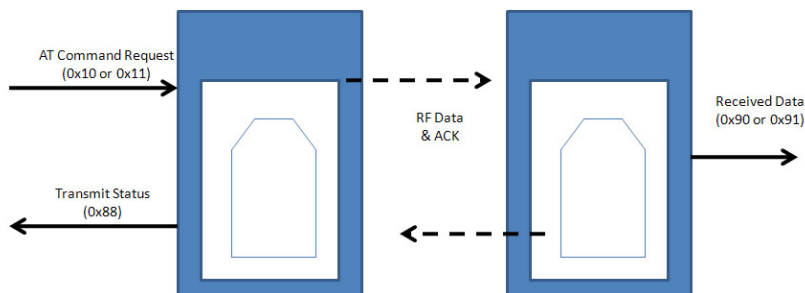 AT Command Request
(0x10 or 0x11)
RF Data
& ACK
Received Data
(0x90 or 0x91)
Transmit Status
(0x88)